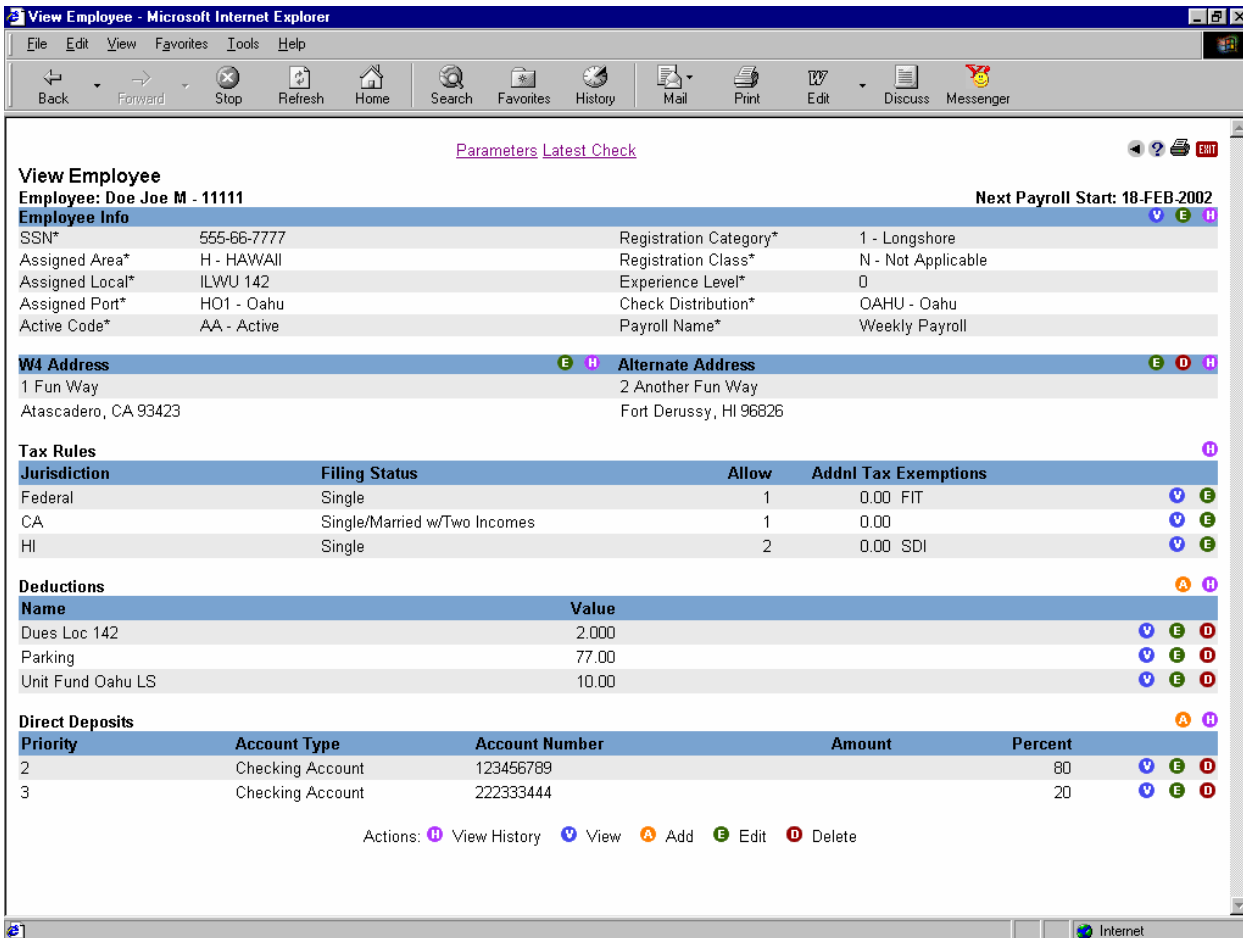 View Employee - Microsoft Internet Explorer
File Edit View Favorites Tools Help
Back Forward Stop Refresh Home Search Favorites History Mail Print Edit Discuss Messenger
Parameters Latest Check
EXIT
View Employee
Employee: Doe Joe M - 11111 Next Payroll Start: 18-FEB-2002
Employee Info V E H
SSN* 555-66-7777 Registration Category* 1 - Longshore
Assigned Area* H - HAWAII Registration Class* N - Not Applicable
Assigned Local* ILWU 142 Experience Level* 0
Assigned Port* HO1 - Oahu Check Distribution* OAHU - Oahu
Active Code* AA - Active Payroll Name* Weekly Payroll
W4 Address E H Alternate Address E D H
1 Fun Way 2 Another Fun Way
Atascadero, CA 93423 Fort Derussy, HI 96826
Tax Rules H
Jurisdiction Filing Status Allow Addnl Tax Exemptions
Federal Single 1 0.00 FIT V E
CA Single/Married w/Two Incomes 1 0.00 V E
HI Single 2 0.00 SDI V E
Deductions A H
Name Value
Dues Loc 142 2.000 V E D
Parking 77.00 V E D
Unit Fund Oahu LS 10.00 V E D
Direct Deposits A H
Priority Account Type Account Number Amount Percent
2 Checking Account 123456789 80 V E D
3 Checking Account 222333444 20 V E D
Actions: H View History V View A Add E Edit D Delete
Internet